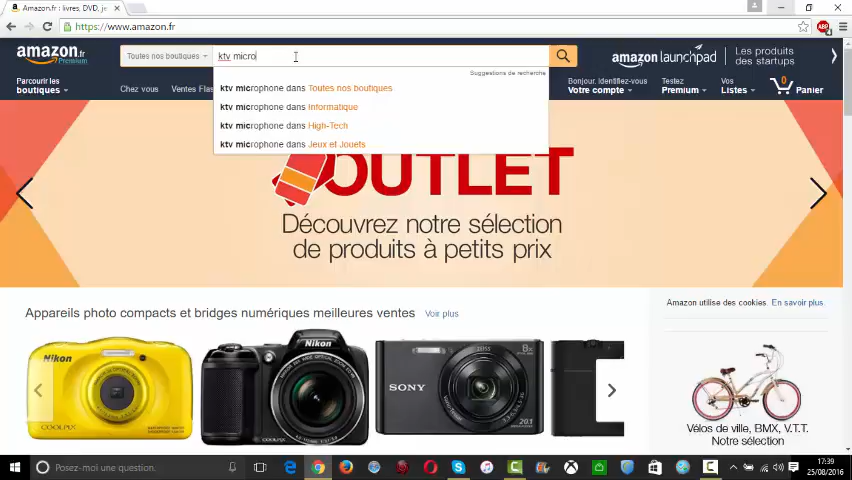 Amazon.fr : livres, DVD, je
https://www.amazon.fr
ABP
amazon.fr
Premium
Toutes nos boutiques
ktv micro
amazon launchpad
Les produits
des startups
Suggestions de recherche
ktv microphone dans Toutes nos boutiques
ktv microphone dans Informatique
ktv microphone dans High-Tech
ktv microphone dans Jeux et Jouets
Parcourir les
boutiques
Chez vous
Ventes Flas
Bonjour. Identifiez-vous
Votre compte
Testez
Premium
Vos
Listes
0
Panier
OUTLET
Découvrez notre sélection
de produits à petits prix
Appareils photo compacts et bridges numériques meilleures ventes
Voir plus
Amazon utilise des cookies. En savoir plus.
Nikon
COOLPIX
Nikon
SONY
8x
20.1
Vélos de ville, BMX, V.T.T.
Notre sélection
Posez-moi une question.
17:39
25/08/2016